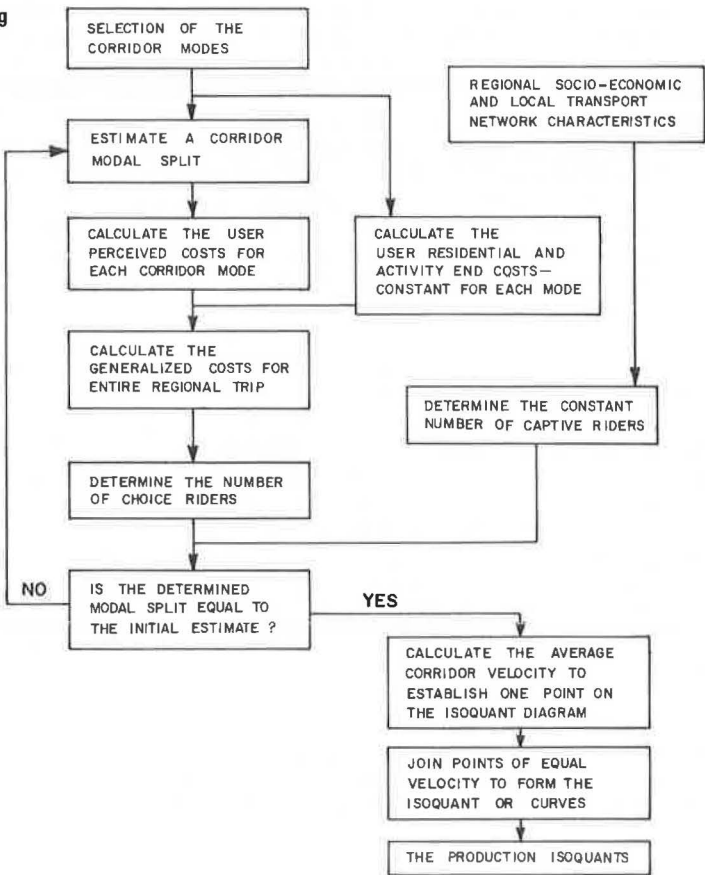 g
SELECTION OF THE
CORRIDOR MODES
REGIONAL SOCIO-ECONOMIC
AND LOCAL TRANSPORT
NETWORK CHARACTERISTICS
ESTIMATE A CORRIDOR
MODAL SPLIT
CALCULATE THE USER
PERCEIVED COSTS FOR
EACH CORRIDOR MODE
CALCULATE THE
USER RESIDENTIAL AND
ACTIVITY END COSTS—
CONSTANT FOR EACH MODE
CALCULATE THE
GENERALIZED COSTS FOR
ENTIRE REGIONAL TRIP
DETERMINE THE CONSTANT
NUMBER OF CAPTIVE RIDERS
DETERMINE THE NUMBER
OF CHOICE RIDERS
NO
IS THE DETERMINED
MODAL SPLIT EQUAL TO
THE INITIAL ESTIMATE ?
YES
CALCULATE THE AVERAGE
CORRIDOR VELOCITY TO
ESTABLISH ONE POINT ON
THE ISOQUANT DIAGRAM
JOIN POINTS OF EQUAL
VELOCITY TO FORM THE
ISOQUANT OR CURVES
THE PRODUCTION ISOQUANTS